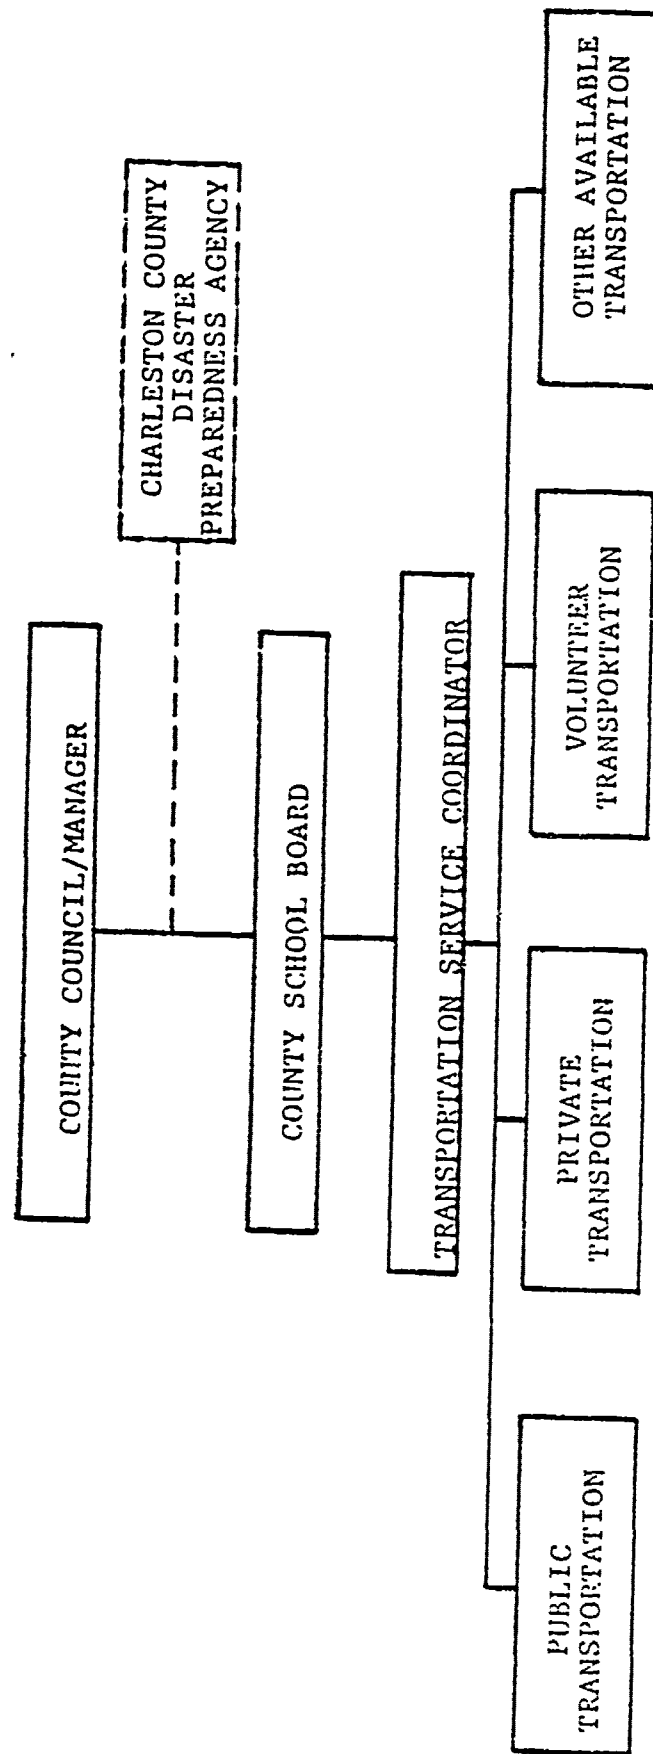 COUNTY COUNCIL/MANAGER
CHARLESTON COUNTY
DISASTER
PREPAREDNESS AGENCY
COUNTY SCHOOL BOARD
TRANSPORTATION SERVICE COORDINATOR
PUBLIC
TRANSPORTATION
PRIVATE
TRANSPORTATION
VOLUNTEER
TRANSPORTATION
OTHER AVAILABLE
TRANSPORTATION